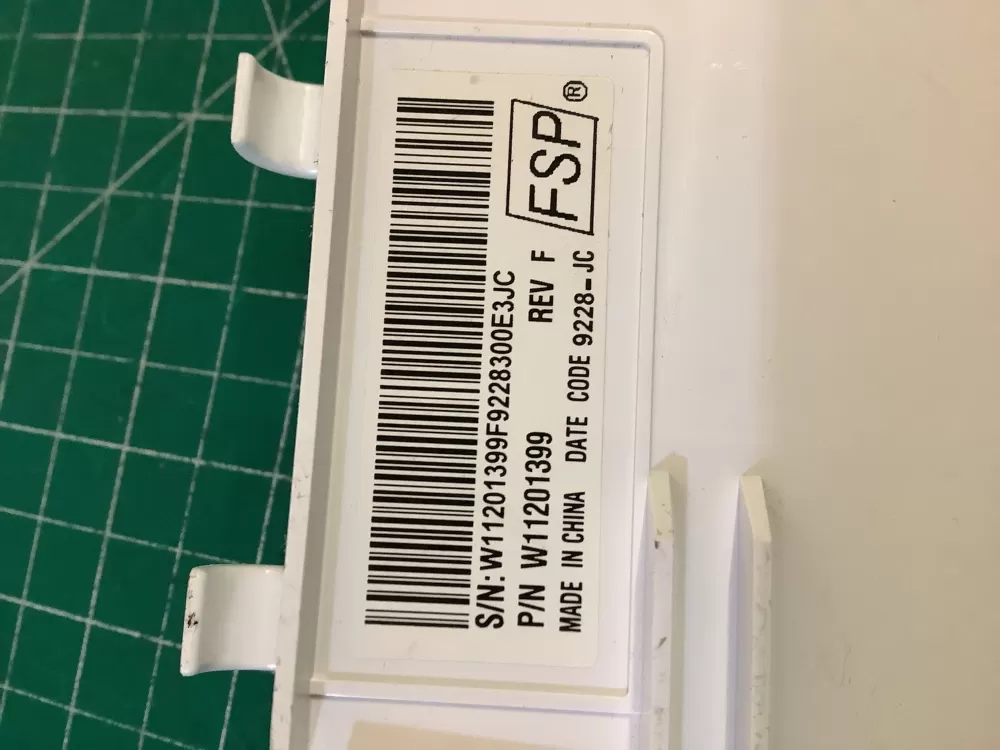 S/N:W11201399F9228300E3JC
P/N W11201399 REV F
MADE IN CHINA DATE CODE 9228-JC
FSP®